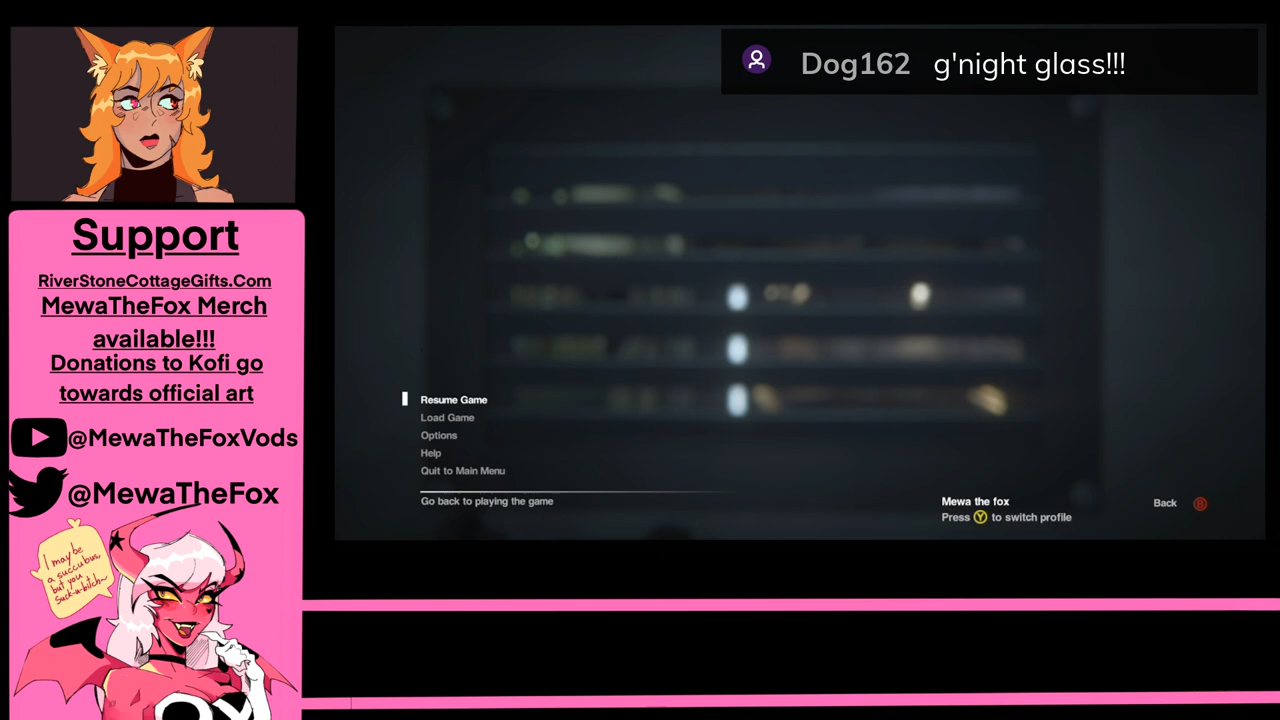 Dog162 g'night glass!!!
Support
RiverStoneCottageGifts.Com
MewaTheFox Merch
available!!!
Donations to Kofi go
towards official art
@MewaTheFoxVods
@MewaTheFox
I may be
a succubus,
but you
suck-a-bitch~
Resume Game
Load Game
Options
Help
Quit to Main Menu
Go back to playing the game
Mewa the fox
Press Y to switch profile
Back B